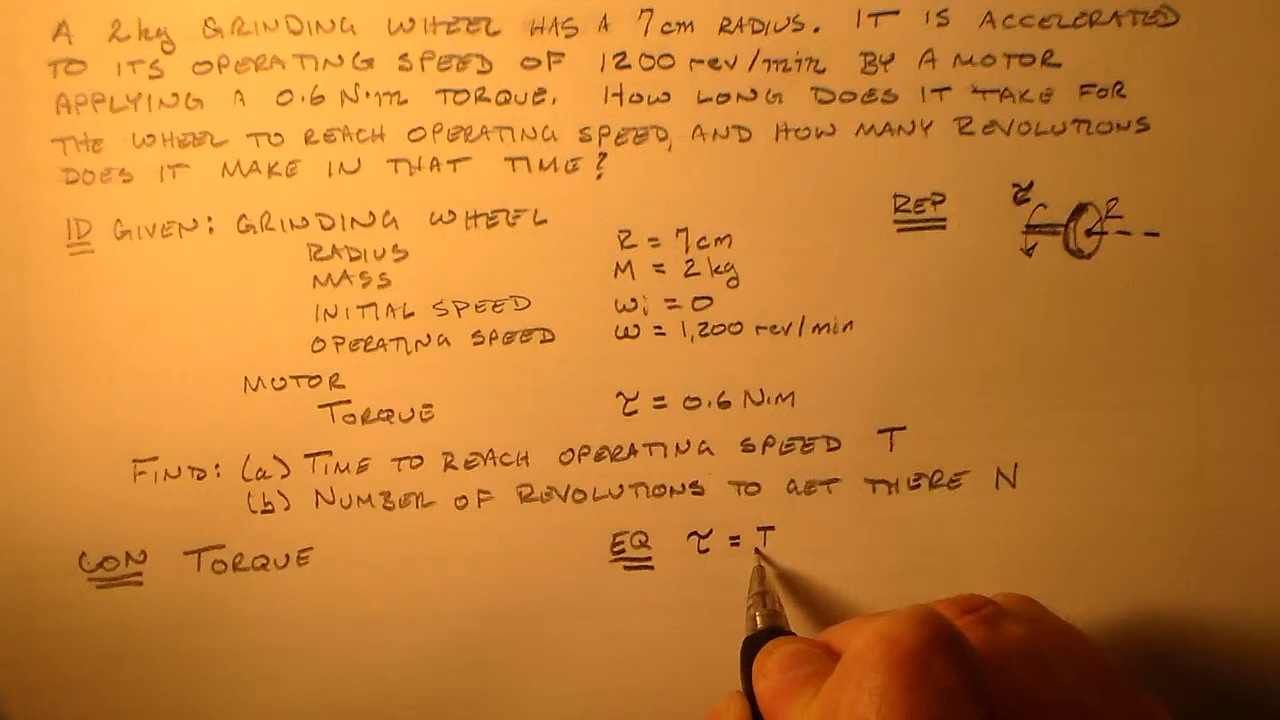 A 2kg GRINDING WHEEL HAS A 7cm RADIUS. IT IS ACCELERATED
TO ITS OPERATING SPEED OF 1200 rev/min BY A MOTOR
APPLYING A 0.6 N·m TORQUE. HOW LONG DOES IT TAKE FOR
THE WHEEL TO REACH OPERATING SPEED, AND HOW MANY REVOLUTIONS
DOES IT MAKE IN THAT TIME?
ID GIVEN: GRINDING WHEEL
RADIUS R = 7cm
MASS M = 2kg
INITIAL SPEED ωi = 0
OPERATING SPEED ω = 1,200 rev/min
MOTOR
TORQUE τ = 0.6 N·M
REP τ R
FIND: (a) TIME TO REACH OPERATING SPEED T
(b) NUMBER OF REVOLUTIONS TO GET THERE N
CON TORQUE
EQ τ = T